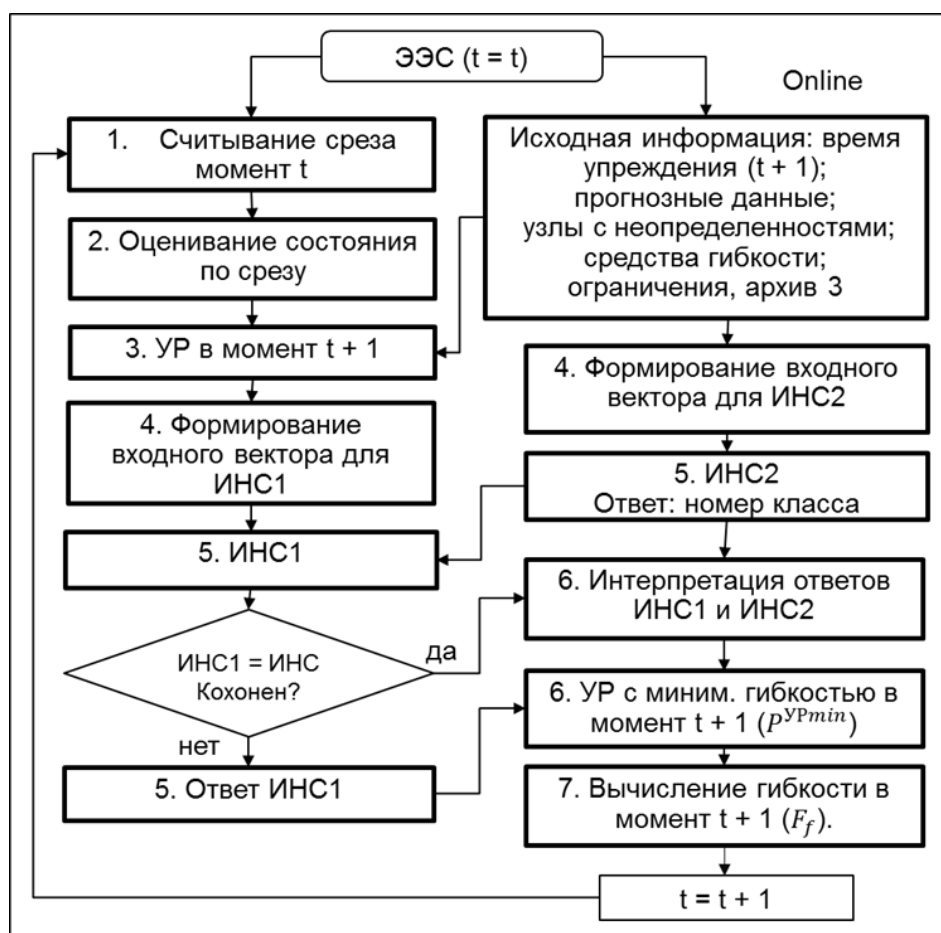 ЭЭС (t = t)
Online
1. Считывание среза
момент t
2. Оценивание состояния
по срезу
3. УР в момент t + 1
4. Формирование
входного вектора для
ИНС1
5. ИНС1
ИНС1 = ИНС
Кохонен?
да
нет
5. Ответ ИНС1
Исходная информация: время
упреждения (t + 1);
прогнозные данные;
узлы с неопределенностями;
средства гибкости;
ограничения, архив 3
4. Формирование входного
вектора для ИНС2
5. ИНС2
Ответ: номер класса
6. Интерпретация ответов
ИНС1 и ИНС2
6. УР с миним. гибкостью в
момент t + 1 (P^УРmin)
7. Вычисление гибкости в
момент t + 1 (F_f).
t = t + 1